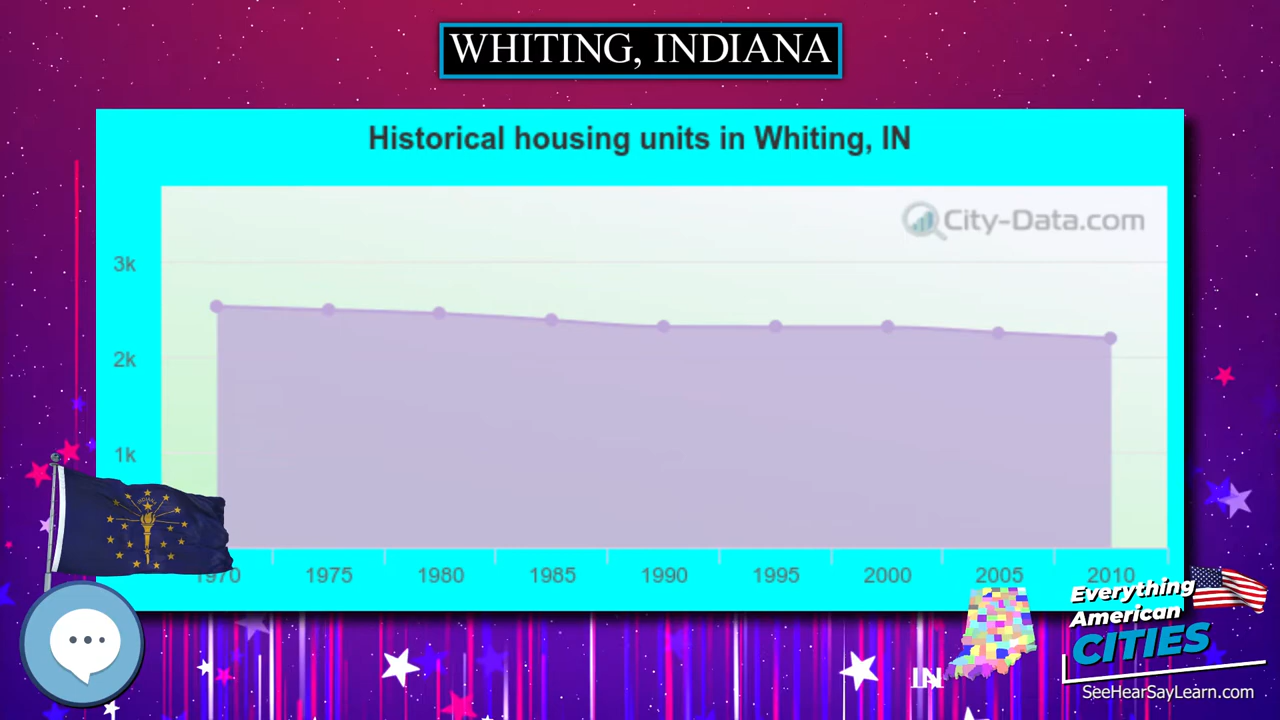 WHITING, INDIANA
Historical housing units in Whiting, IN
City-Data.com
3k
2k
1k
1970 1975 1980 1985 1990 1995 2000 2005 2010
INDIANA
IN
Everything
American
CITIES
SeeHearSayLearn.com